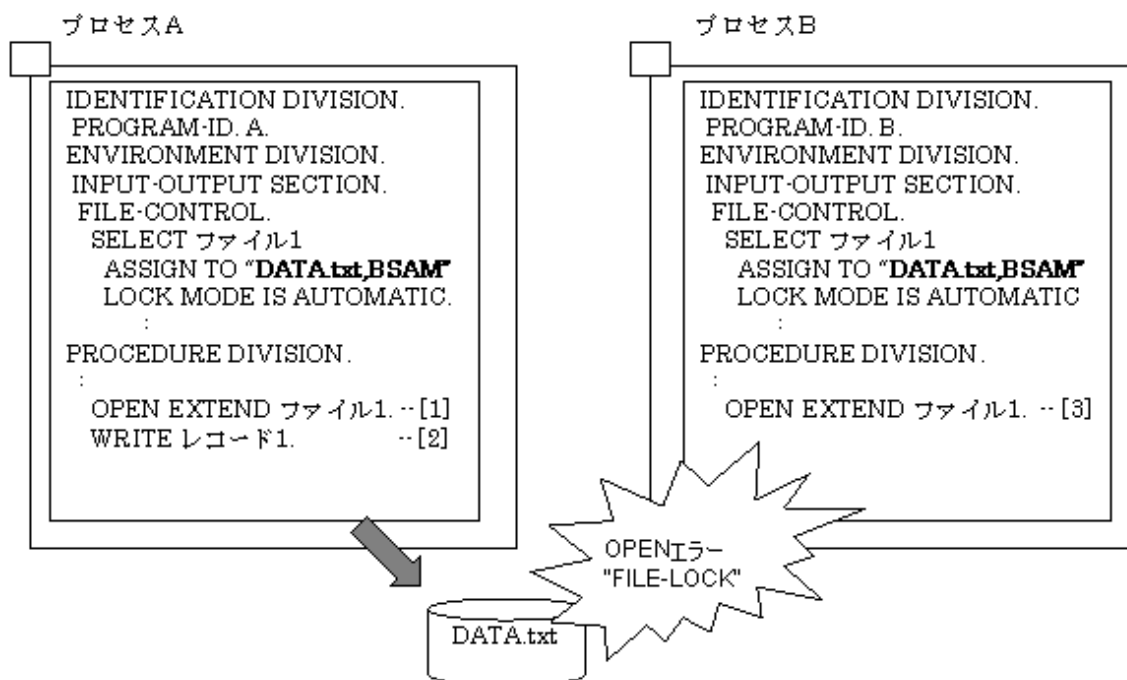 プロセスA
IDENTIFICATION DIVISION.
PROGRAM-ID. A.
ENVIRONMENT DIVISION.
INPUT-OUTPUT SECTION.
FILE-CONTROL.
SELECT ファイル1
ASSIGN TO “DATA.txt,BSAM”
LOCK MODE IS AUTOMATIC.
:
PROCEDURE DIVISION.
:
OPEN EXTEND ファイル1. --[1]
WRITE レコード1. --[2]
プロセスB
IDENTIFICATION DIVISION.
PROGRAM-ID. B.
ENVIRONMENT DIVISION.
INPUT-OUTPUT SECTION.
FILE-CONTROL.
SELECT ファイル1
ASSIGN TO “DATA.txt,BSAM”
LOCK MODE IS AUTOMATIC
:
PROCEDURE DIVISION.
:
OPEN EXTEND ファイル1. --[3]
OPENエラー
"FILE-LOCK"
DATA.txt